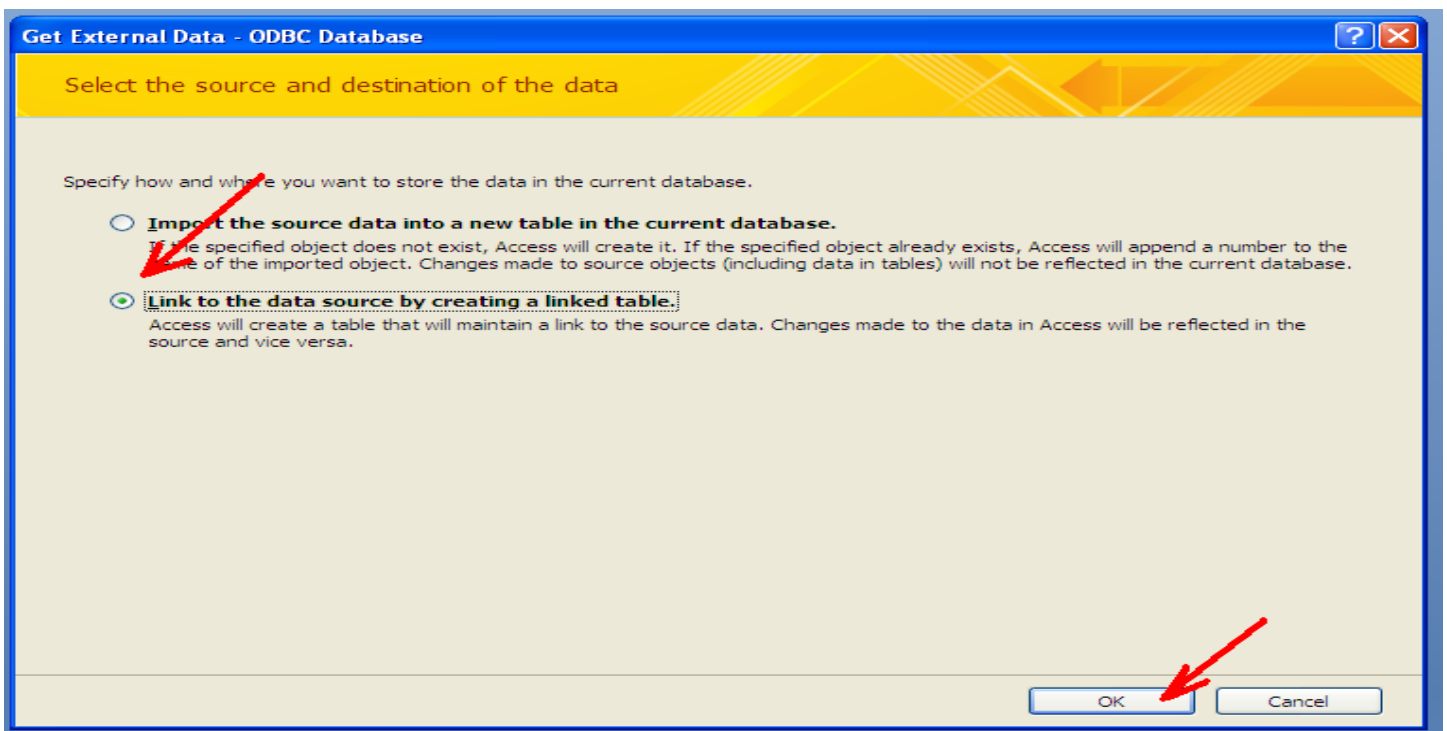 Get External Data - ODBC Database
Select the source and destination of the data
Specify how and where you want to store the data in the current database.
Import the source data into a new table in the current database.
If the specified object does not exist, Access will create it. If the specified object already exists, Access will append a number to the
name of the imported object. Changes made to source objects (including data in tables) will not be reflected in the current database.
Link to the data source by creating a linked table.
Access will create a table that will maintain a link to the source data. Changes made to the data in Access will be reflected in the
source and vice versa.
OK
Cancel